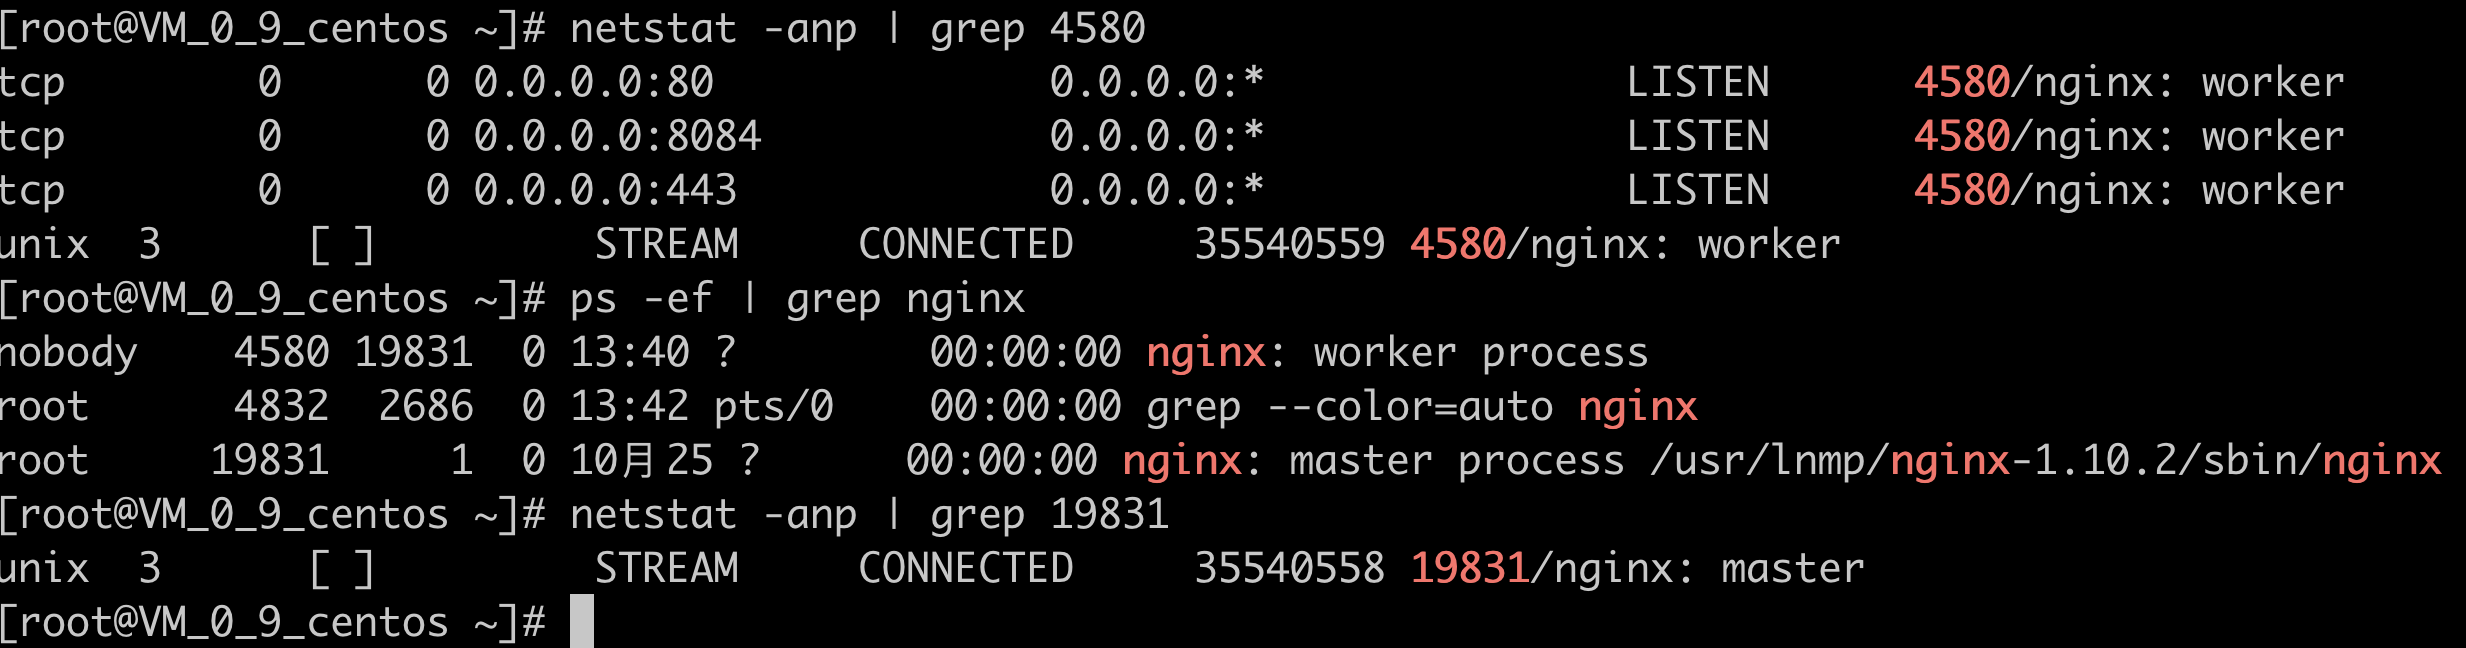 [root@VM_0_9_centos ~]# netstat -anp | grep 4580
tcp        0      0 0.0.0.0:80              0.0.0.0:*               LISTEN      4580/nginx: worker
tcp        0      0 0.0.0.0:8084            0.0.0.0:*               LISTEN      4580/nginx: worker
tcp        0      0 0.0.0.0:443             0.0.0.0:*               LISTEN      4580/nginx: worker
unix  3      [ ]         STREAM     CONNECTED     35540559 4580/nginx: worker
[root@VM_0_9_centos ~]# ps -ef | grep nginx
nobody    4580 19831  0 13:40 ?        00:00:00 nginx: worker process
root      4832  2686  0 13:42 pts/0    00:00:00 grep --color=auto nginx
root     19831     1  0 10月25 ?      00:00:00 nginx: master process /usr/lnmp/nginx-1.10.2/sbin/nginx
[root@VM_0_9_centos ~]# netstat -anp | grep 19831
unix  3      [ ]         STREAM     CONNECTED     35540558 19831/nginx: master
[root@VM_0_9_centos ~]#